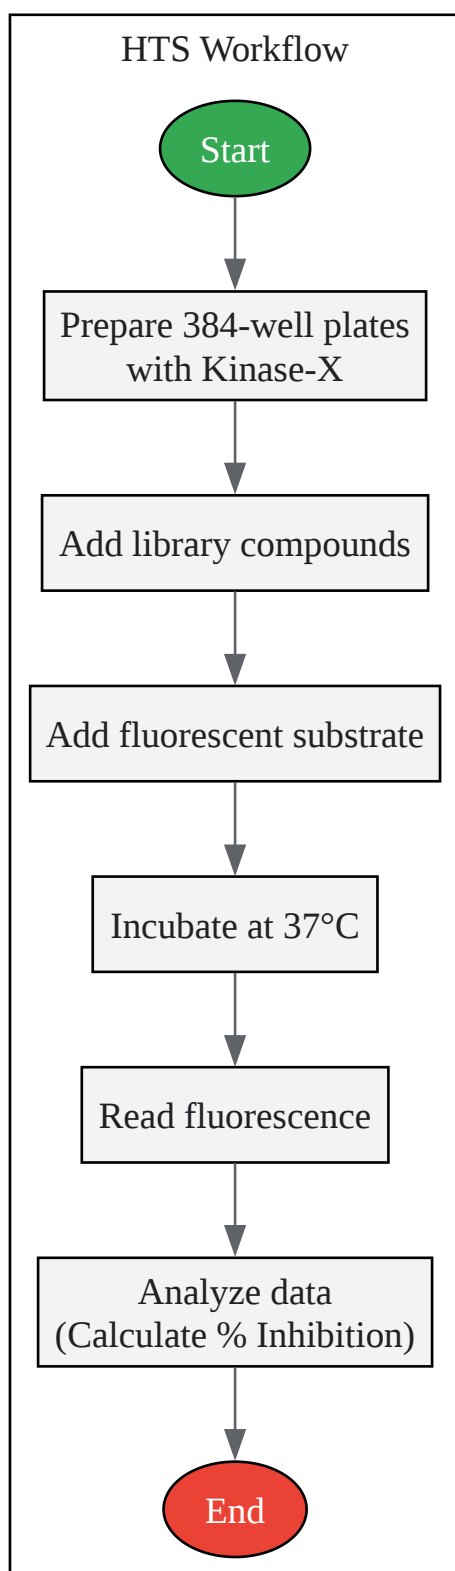 HTS Workflow
Start
Prepare 384-well plates
with Kinase-X
Add library compounds
Add fluorescent substrate
Incubate at 37°C
Read fluorescence
Analyze data
(Calculate % Inhibition)
End